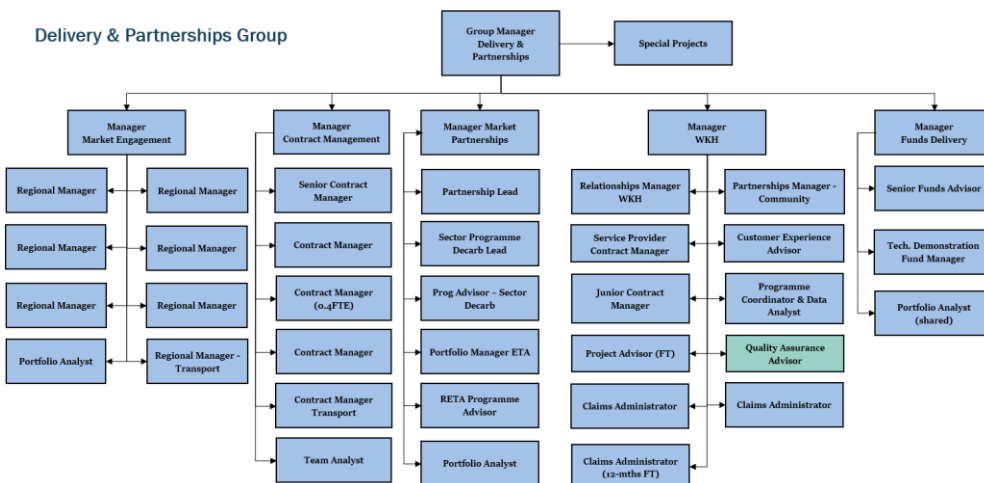 Delivery & Partnerships Group
Group Manager
Delivery &
Partnerships
Special Projects
Manager
Market Engagement
Manager
Contract Management
Manager Market
Partnerships
Manager
WKH
Manager
Funds Delivery
Regional Manager
Regional Manager
Regional Manager
Regional Manager
Regional Manager
Regional Manager
Portfolio Analyst
Regional Manager -
Transport
Senior Contract
Manager
Contract Manager
Contract Manager
(0.4FTE)
Contract Manager
Contract Manager
Transport
Team Analyst
Partnership Lead
Sector Programme
Decarb Lead
Prog Advisor – Sector
Decarb
Portfolio Manager ETA
RETA Programme
Advisor
Portfolio Analyst
Relationships Manager
WKH
Partnerships Manager -
Community
Service Provider
Contract Manager
Customer Experience
Advisor
Junior Contract
Manager
Programme
Coordinator & Data
Analyst
Project Advisor (FT)
Quality Assurance
Advisor
Claims Administrator
Claims Administrator
Claims Administrator
(12-mths FT)
Senior Funds Advisor
Tech. Demonstration
Fund Manager
Portfolio Analyst
(shared)